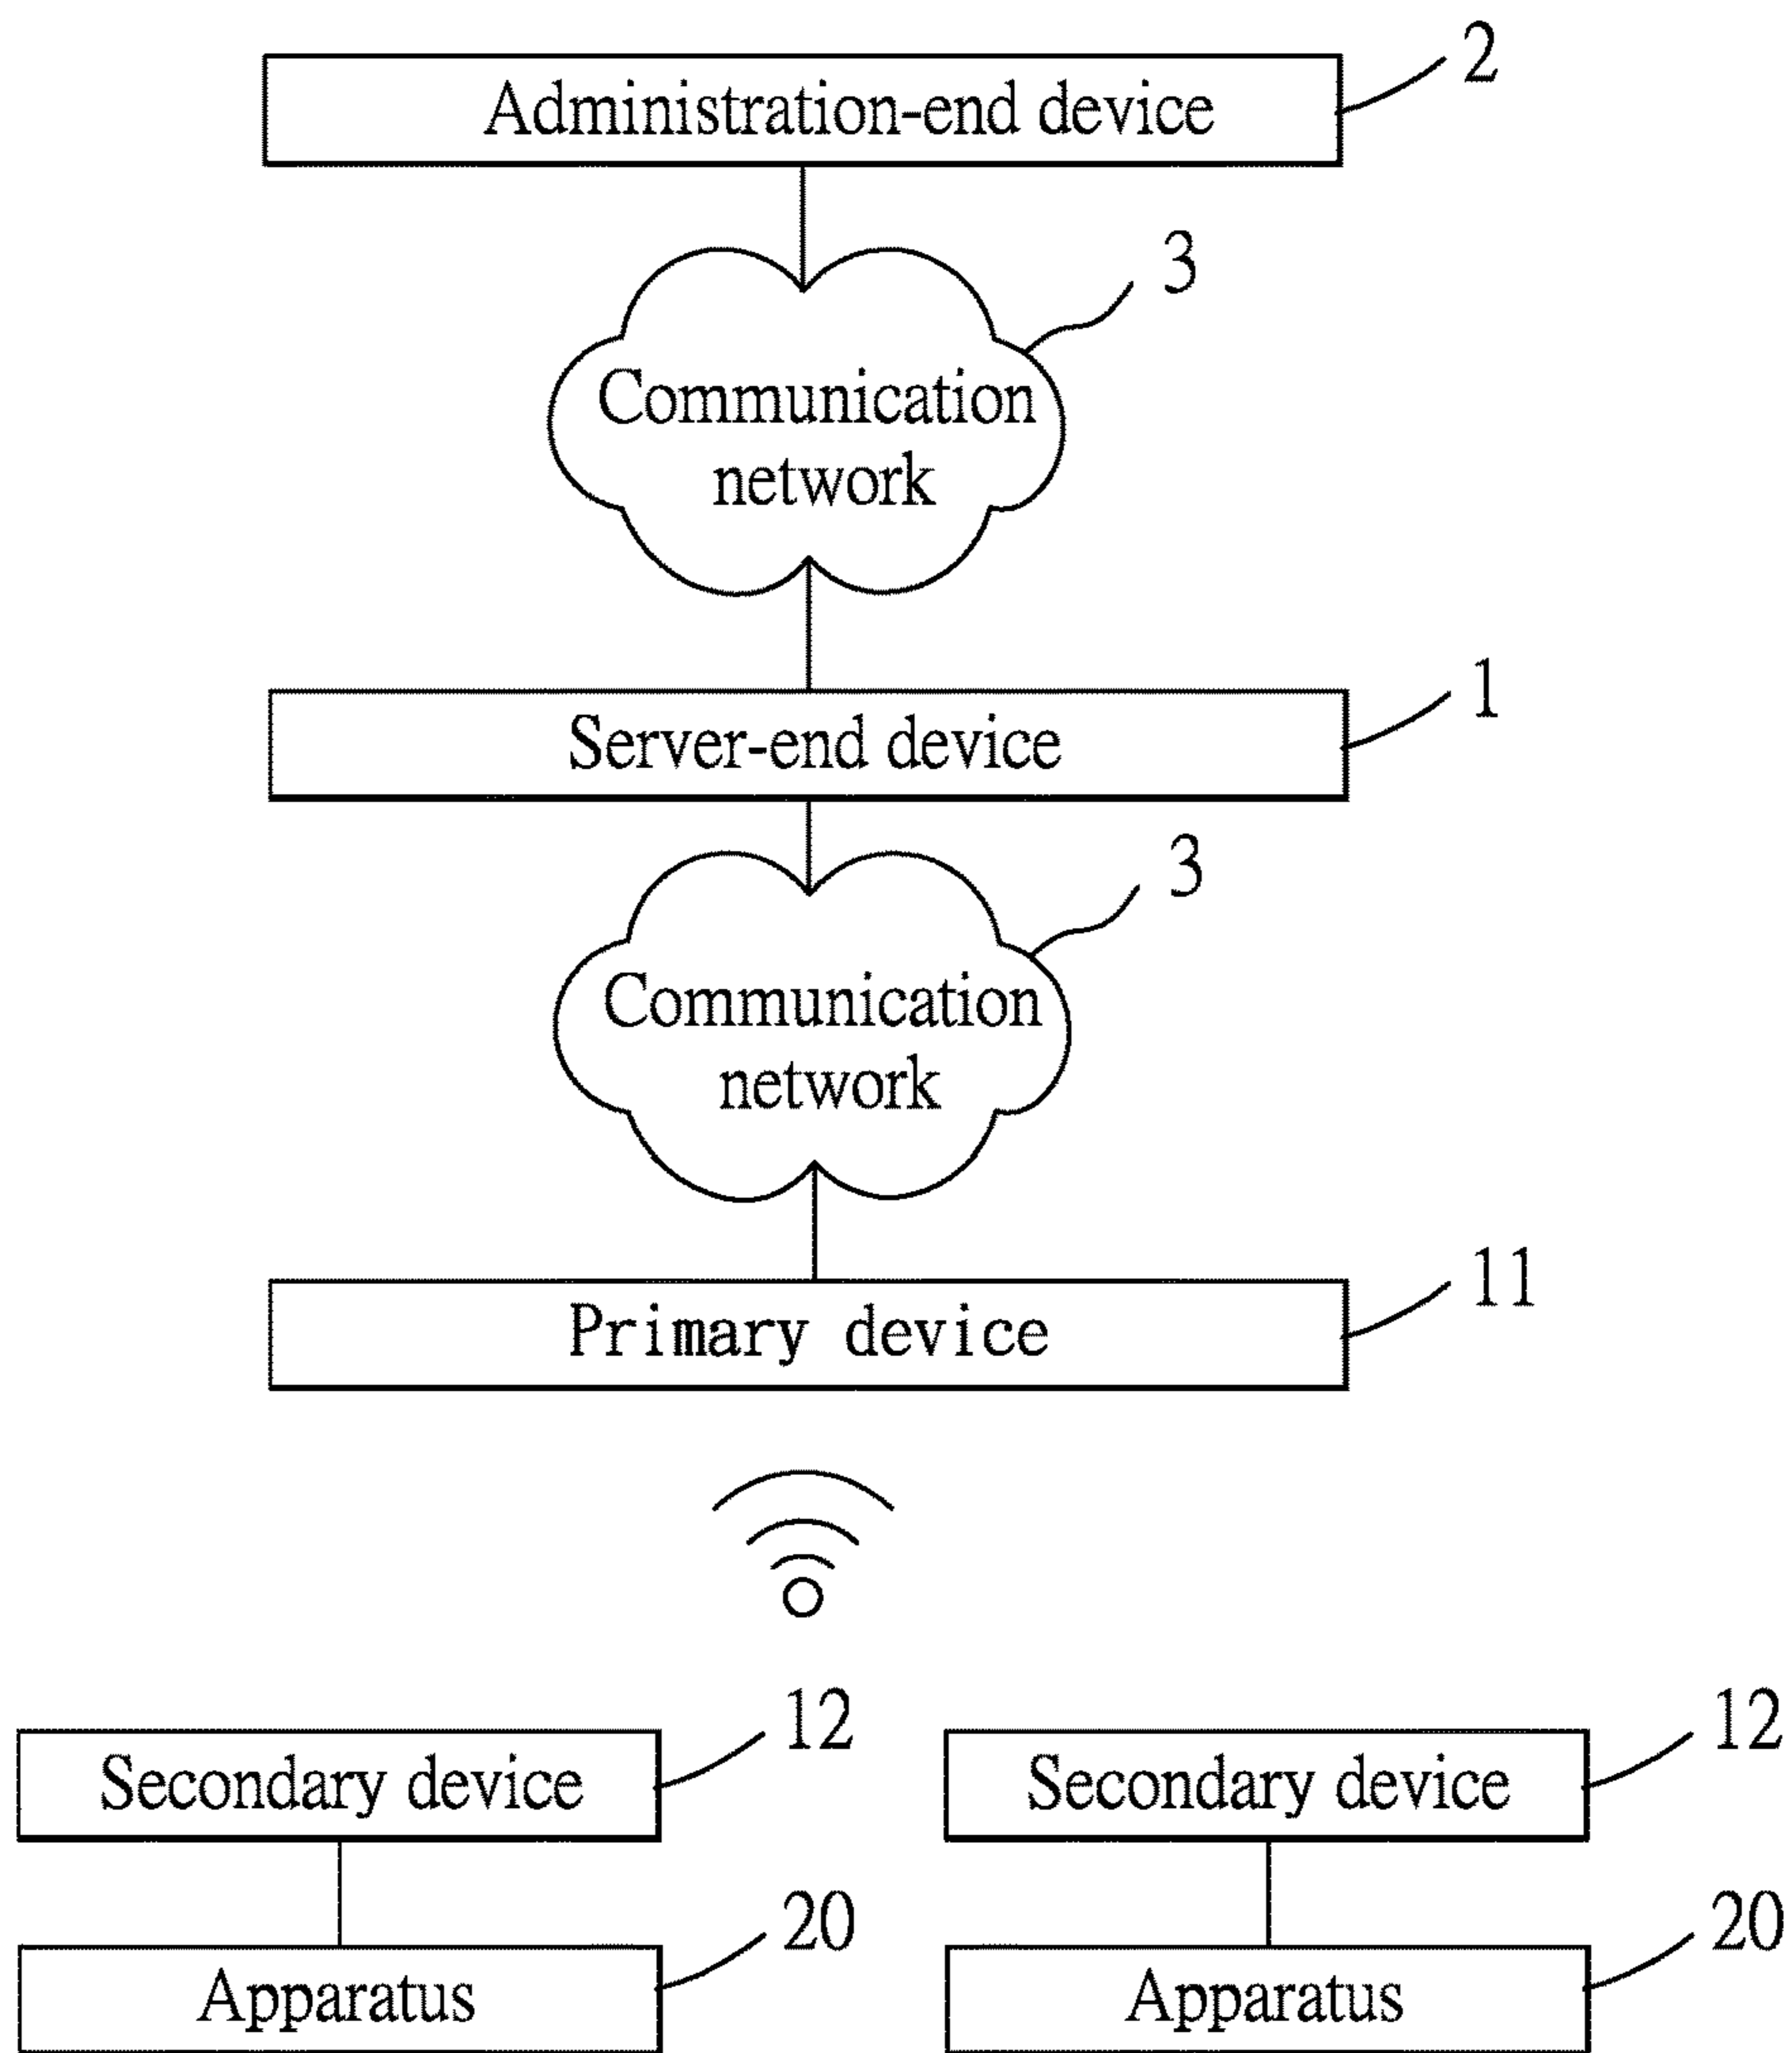 2
Administration-end device
3
Communication
network
1
Server-end device
3
Communication
network
11
Primary device
12
12
Secondary device
Secondary device
20
20
Apparatus
Apparatus